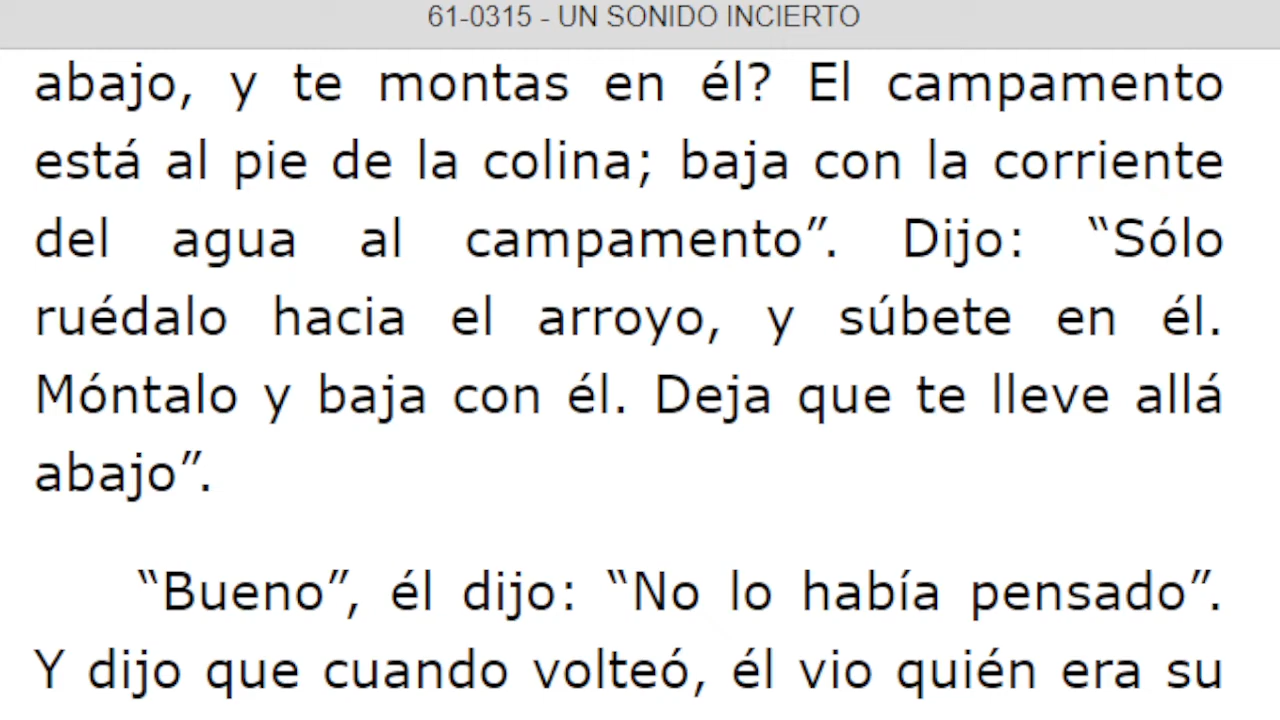 61-0315 - UN SONIDO INCIERTO
abajo, y te montas en él? El campamento
está al pie de la colina; baja con la corriente
del agua al campamento”. Dijo: “Sólo
ruédalo hacia el arroyo, y súbete en él.
Móntalo y baja con él. Deja que te lleve allá
abajo”.
“Bueno”, él dijo: “No lo había pensado”.
Y dijo que cuando volteó, él vio quién era su